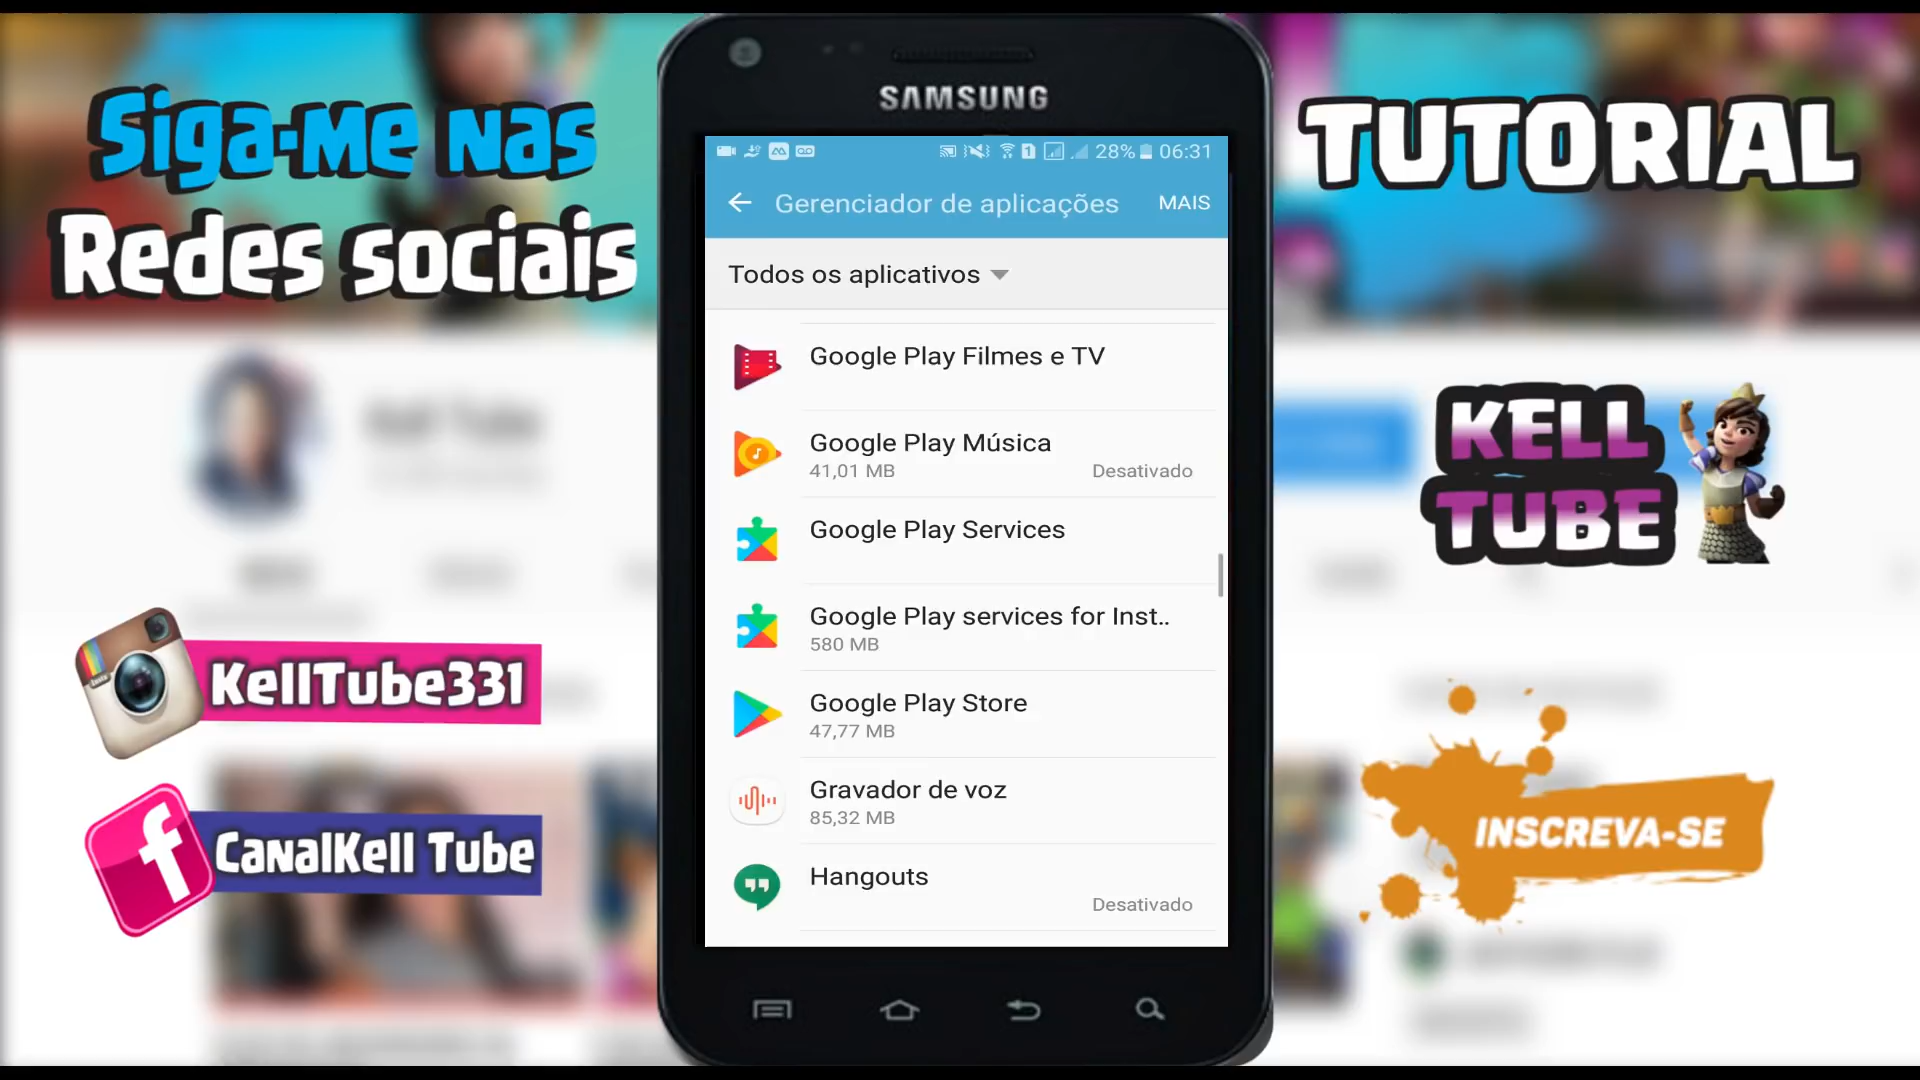 Siga-me nas
Redes sociais
KellTube331
CanalKell Tube
SAMSUNG
1 28% 06:31
Gerenciador de aplicações MAIS
Todos os aplicativos
Google Play Filmes e TV
Google Play Música
41,01 MB Desativado
Google Play Services
Google Play services for Inst..
580 MB
Google Play Store
47,77 MB
Gravador de voz
85,32 MB
Hangouts
Desativado
TUTORIAL
KELL
TUBE
INSCREVA-SE